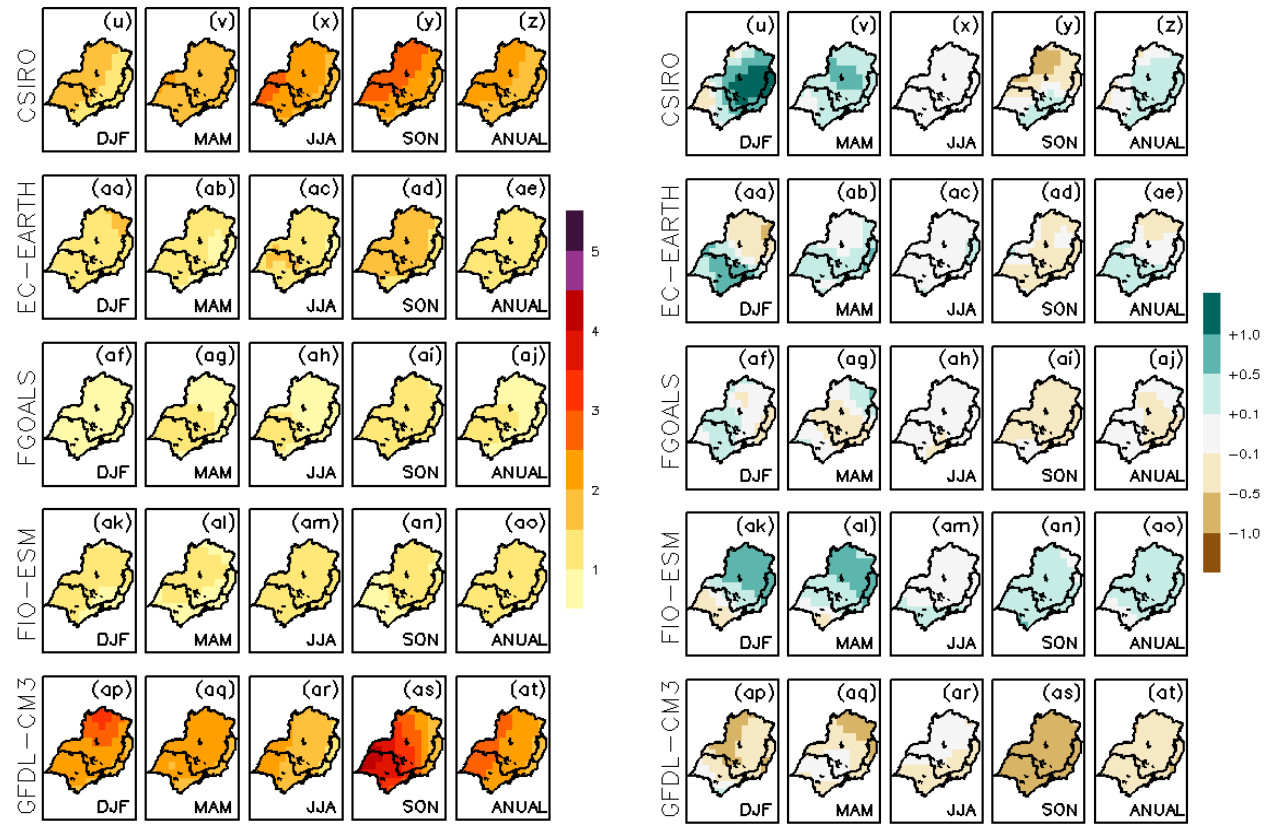 CSIRO
(u) (v) (x) (y) (z)
DJF MAM JJA SON ANUAL
EC-EARTH
(aa) (ab) (ac) (ad) (ae)
DJF MAM JJA SON ANUAL
FGOALS
(af) (ag) (ah) (ai) (aj)
DJF MAM JJA SON ANUAL
FIO-ESM
(ak) (al) (am) (an) (ao)
DJF MAM JJA SON ANUAL
GFDL-CM3
(ap) (aq) (ar) (as) (at)
DJF MAM JJA SON ANUAL
5
4
3
2
1
CSIRO
(u) (v) (x) (y) (z)
DJF MAM JJA SON ANUAL
EC-EARTH
(aa) (ab) (ac) (ad) (ae)
DJF MAM JJA SON ANUAL
FGOALS
(af) (ag) (ah) (ai) (aj)
DJF MAM JJA SON ANUAL
FIO-ESM
(ak) (al) (am) (an) (ao)
DJF MAM JJA SON ANUAL
GFDL-CM3
(ap) (aq) (ar) (as) (at)
DJF MAM JJA SON ANUAL
+1.0
+0.5
+0.1
-0.1
-0.5
-1.0